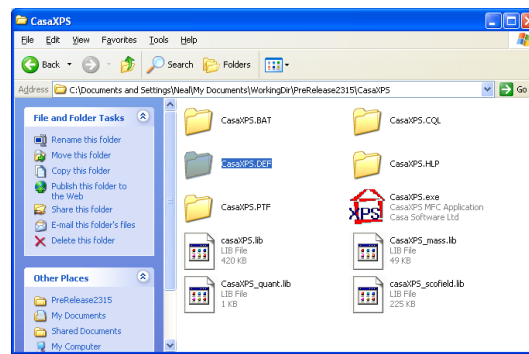 CasaXPS
File Edit View Favorites Tools Help
Back Search Folders
Address C:\Documents and Settings\Neal\My Documents\WorkingDir\PreRelease2315\CasaXPS Go
File and Folder Tasks
Rename this folder
Move this folder
Copy this folder
Publish this folder to
the Web
Share this folder
E-mail this folder's files
Delete this folder
Other Places
PreRelease2315
My Documents
Shared Documents
My Computer
CasaXPS.BAT
CasaXPS.CQL
CasaXPS.DEF
CasaXPS.HLP
CasaXPS.PTF
XPS
CasaXPS.exe
CasaXPS MFC Application
Casa Software Ltd
casaXPS.lib
LIB File
420 KB
CasaXPS_mass.lib
LIB File
49 KB
CasaXPS_quant.lib
LIB File
1 KB
casaXPS_scofield.lib
LIB File
225 KB